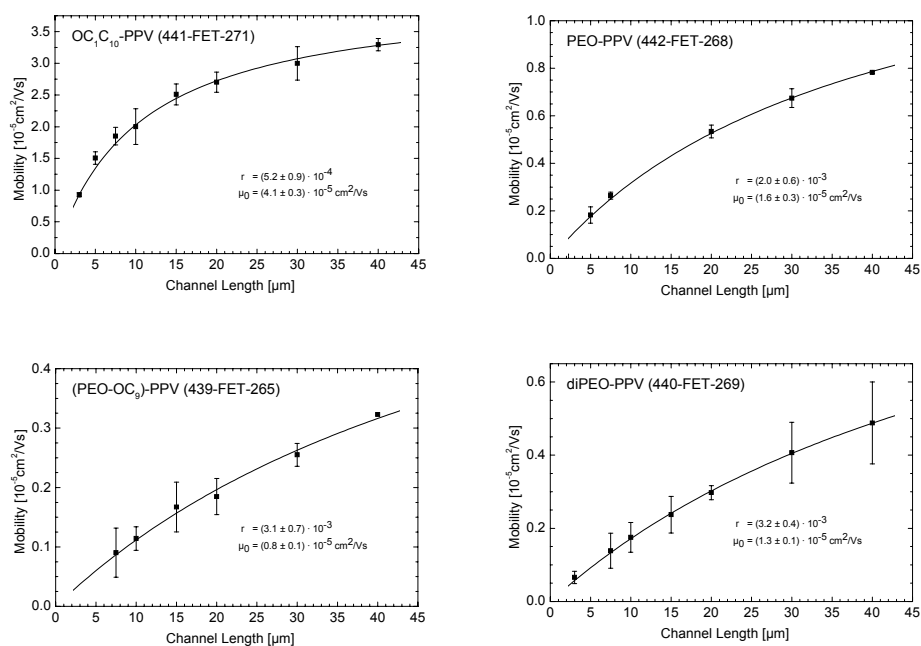 OC1C10-PPV (441-FET-271)
3.5
3.0
2.5
2.0
1.5
1.0
0.5
0.0
Mobility [10-5cm2/Vs]
r = (5.2 ± 0.9) · 10-4
μ0 = (4.1 ± 0.3) · 10-5 cm2/Vs
0 5 10 15 20 25 30 35 40 45
Channel Length [μm]
PEO-PPV (442-FET-268)
1.0
0.8
0.6
0.4
0.2
0.0
Mobility [10-5cm2/Vs]
r = (2.0 ± 0.6) · 10-3
μ0 = (1.6 ± 0.3) · 10-5 cm2/Vs
0 5 10 15 20 25 30 35 40 45
Channel Length [μm]
(PEO-OC9)-PPV (439-FET-265)
0.4
0.3
0.2
0.1
0.0
Mobility [10-5cm2/Vs]
r = (3.1 ± 0.7) · 10-3
μ0 = (0.8 ± 0.1) · 10-5 cm2/Vs
0 5 10 15 20 25 30 35 40 45
Channel Length [μm]
diPEO-PPV (440-FET-269)
0.6
0.4
0.2
0.0
Mobility [10-5cm2/Vs]
r = (3.2 ± 0.4) · 10-3
μ0 = (1.3 ± 0.1) · 10-5 cm2/Vs
0 5 10 15 20 25 30 35 40 45
Channel Length [μm]